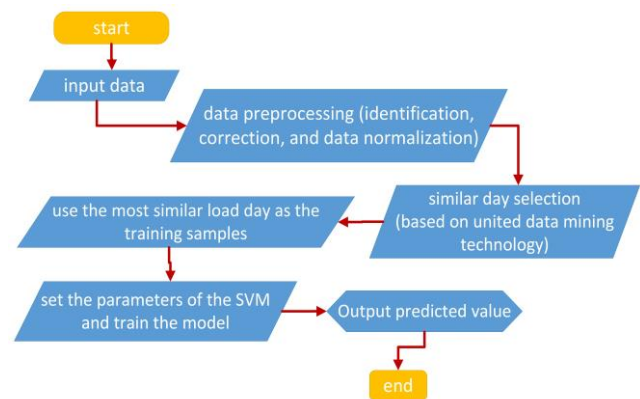 start
input data
data preprocessing (identification,
correction, and data normalization)
similar day selection
(based on united data mining
technology)
use the most similar load day as the
training samples
set the parameters of the SVM
and train the model
Output predicted value
end